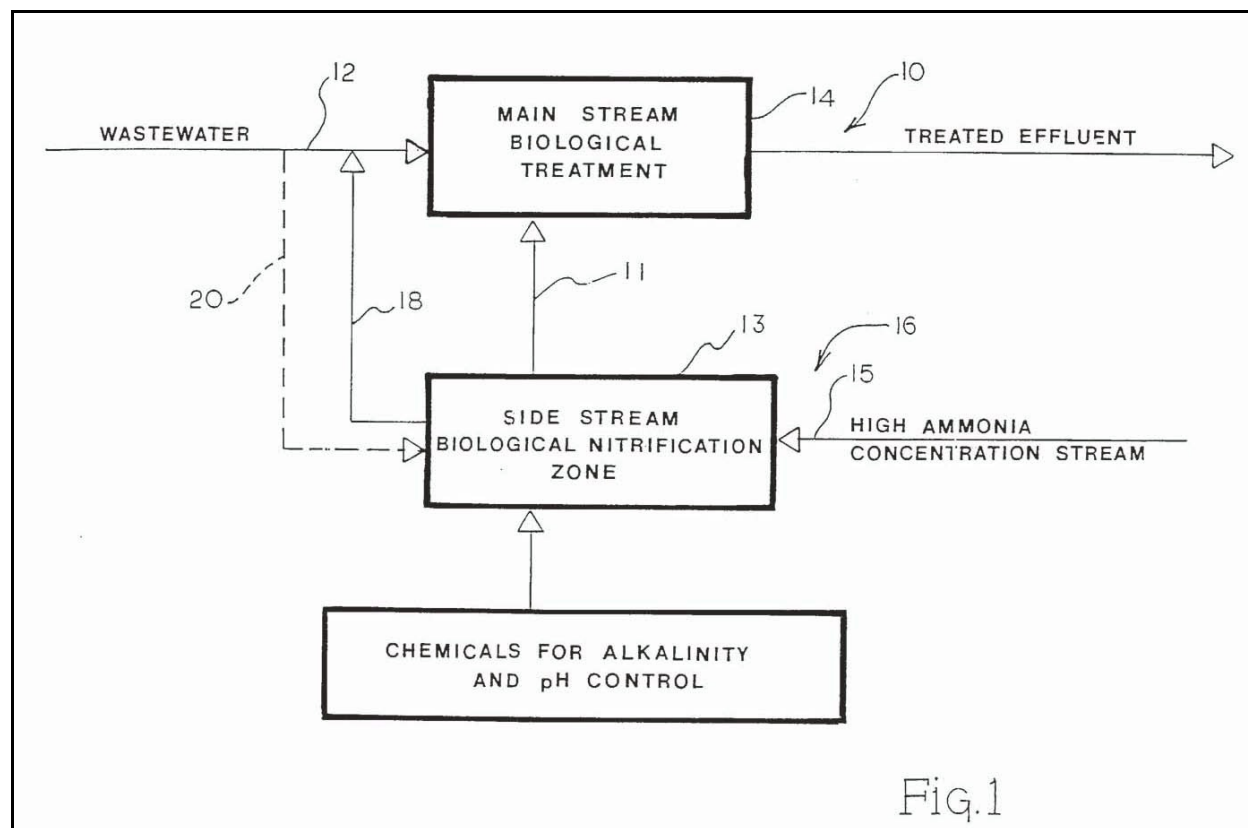 12
WASTEWATER
MAIN STREAM
BIOLOGICAL
TREATMENT
14
10
TREATED EFFLUENT
20
18
11
13
16
15
SIDE STREAM
BIOLOGICAL NITRIFICATION
ZONE
HIGH AMMONIA
CONCENTRATION STREAM
CHEMICALS FOR ALKALINITY
AND pH CONTROL
Fig.1